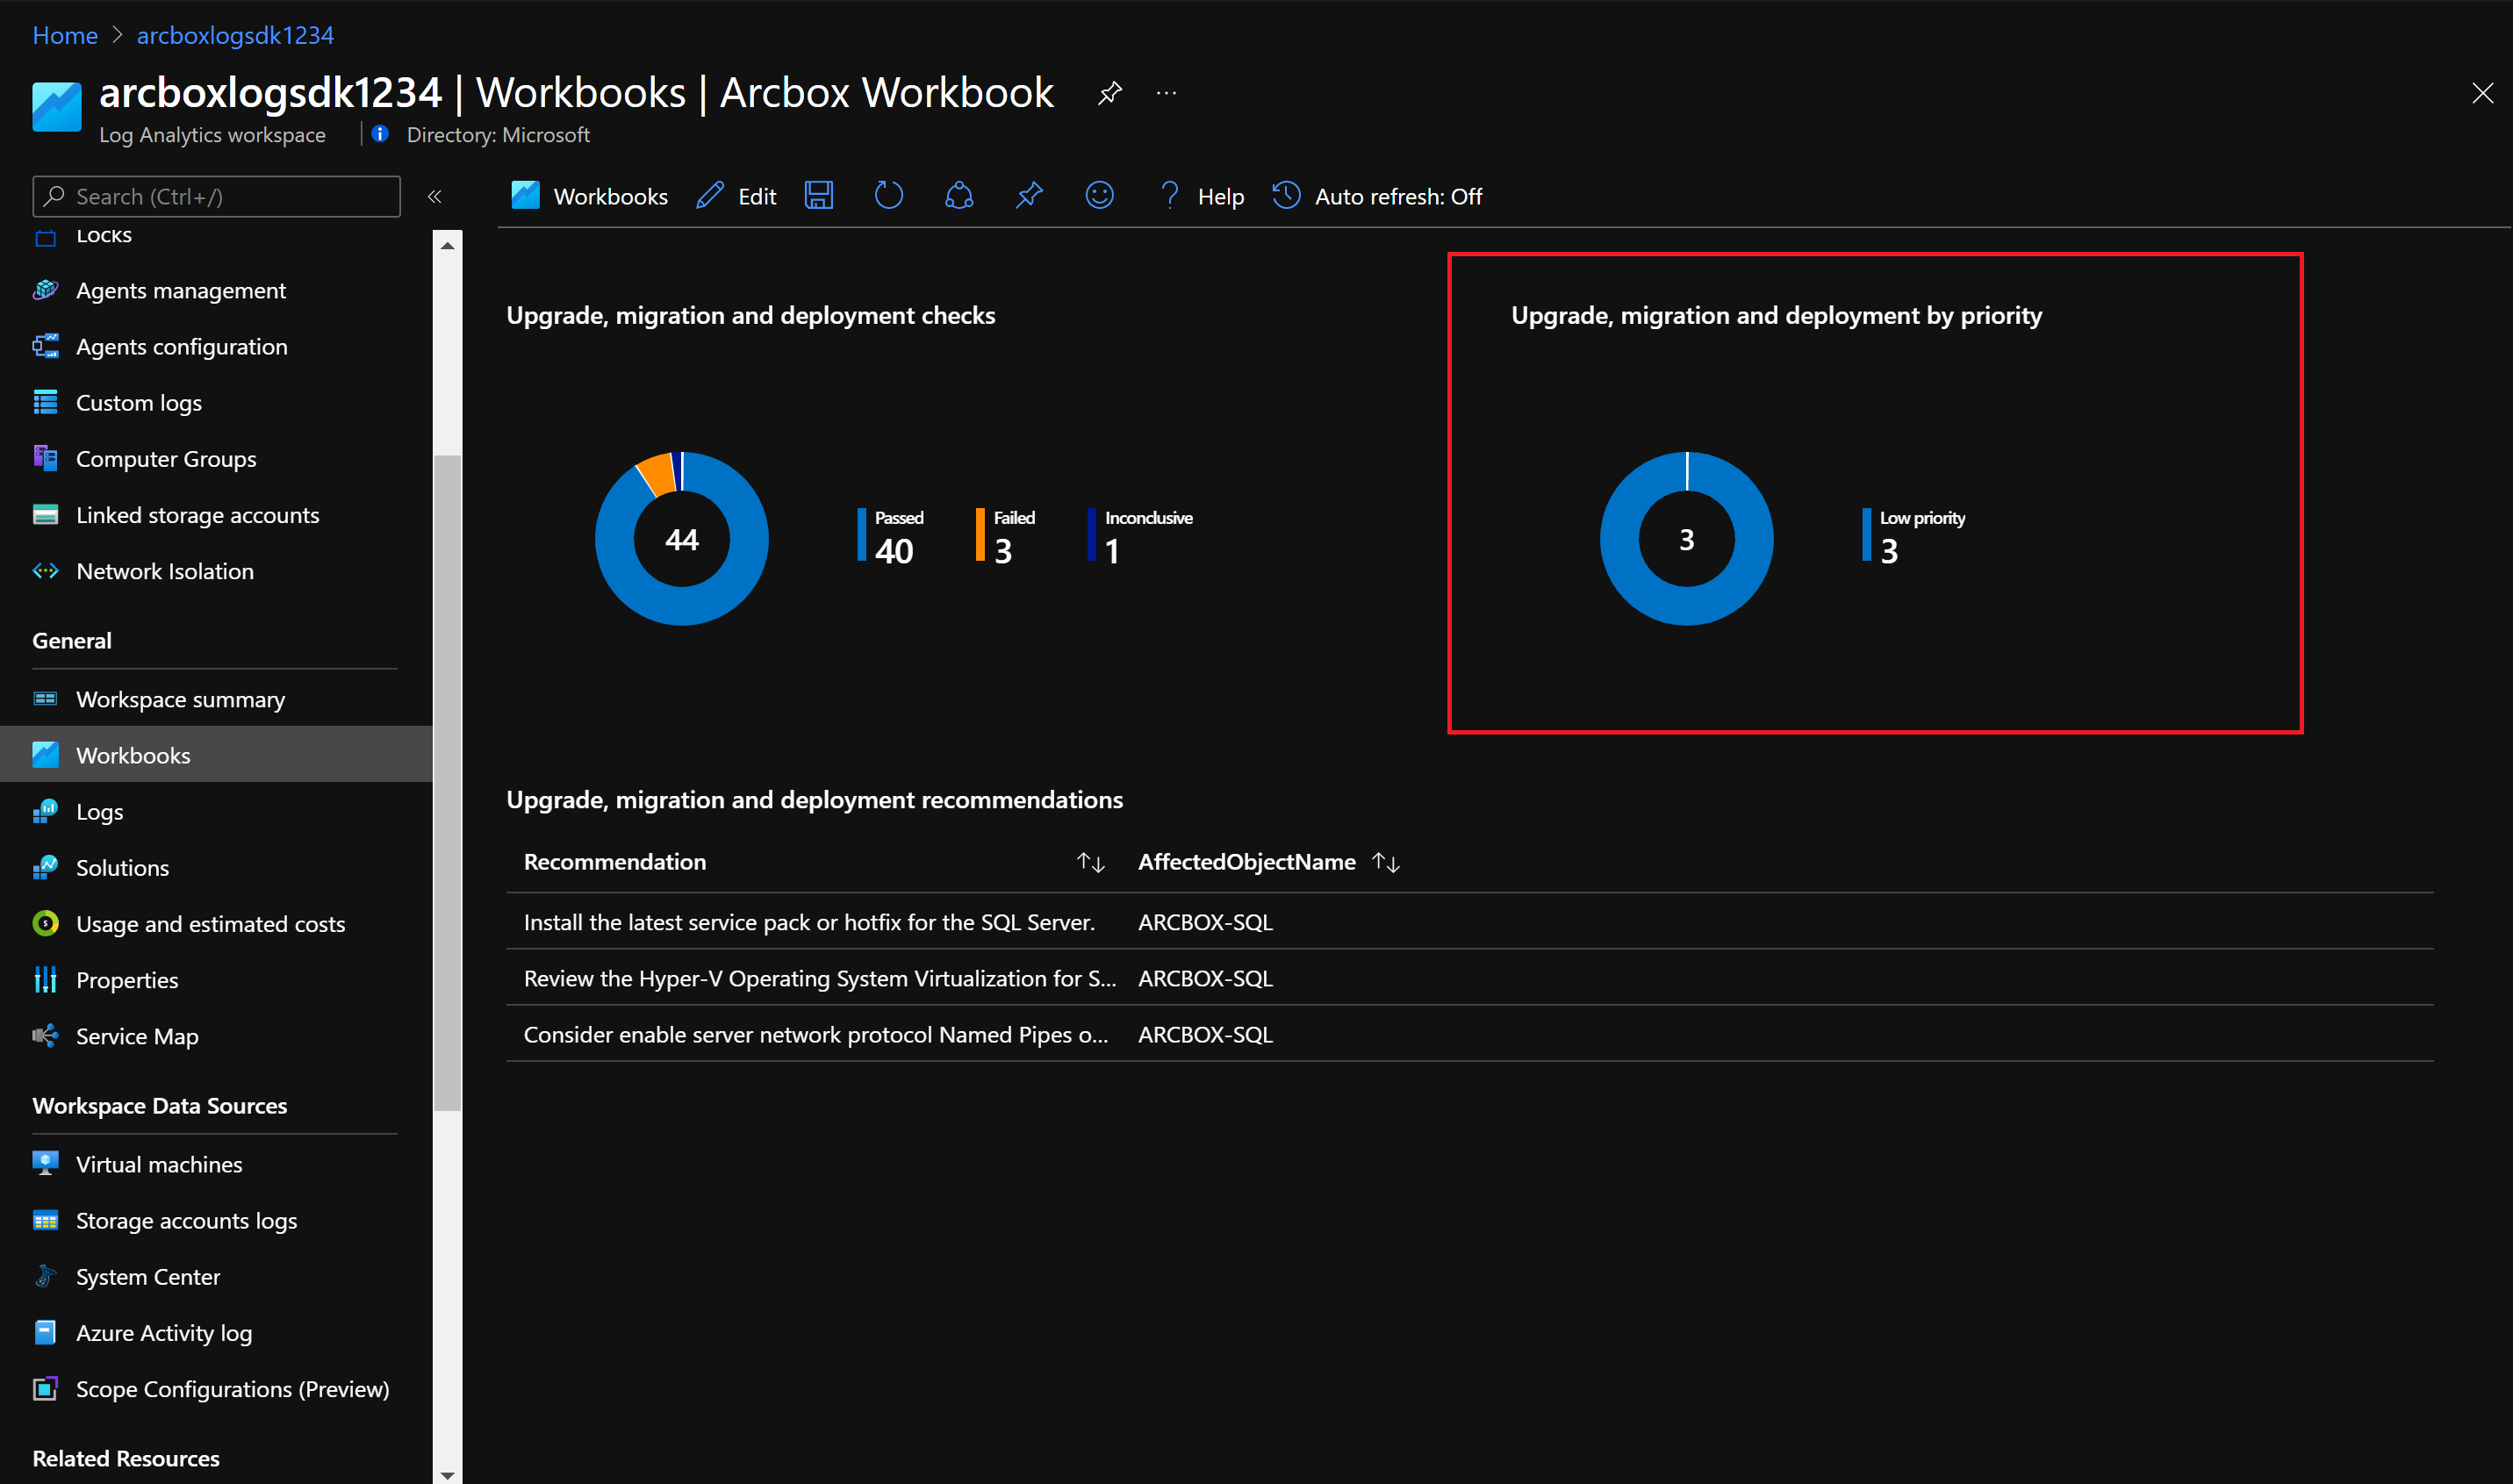 Home > arcboxlogsdk1234
arcboxlogsdk1234 | Workbooks | Arcbox Workbook
Log Analytics workspace
Directory: Microsoft
Search (Ctrl+/)
Locks
Agents management
Agents configuration
Custom logs
Computer Groups
Linked storage accounts
Network Isolation
General
Workspace summary
Workbooks
Logs
Solutions
Usage and estimated costs
Properties
Service Map
Workspace Data Sources
Virtual machines
Storage accounts logs
System Center
Azure Activity log
Scope Configurations (Preview)
Related Resources
Workbooks Edit ? Help Auto refresh: Off
Upgrade, migration and deployment checks
44
Passed
40
Failed
3
Inconclusive
1
Upgrade, migration and deployment by priority
3
Low priority
3
Upgrade, migration and deployment recommendations
Recommendation AffectedObjectName
Install the latest service pack or hotfix for the SQL Server. ARCBOX-SQL
Review the Hyper-V Operating System Virtualization for S... ARCBOX-SQL
Consider enable server network protocol Named Pipes o... ARCBOX-SQL